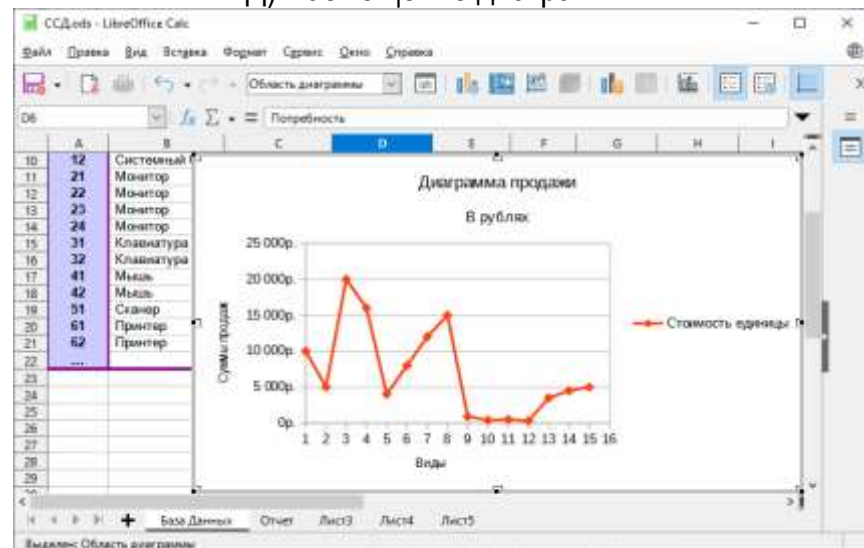 ССД.ods - LibreOffice Calc
Файл Правка Вид Вставка Формат Сервис Окно Справка
Область диаграммы
D6 Потребность
A B C D E F G H I
10 12 Системный
11 21 Монитор
12 22 Монитор
13 23 Монитор
14 24 Монитор
15 31 Клавиатура
16 32 Клавиатура
17 41 Мышь
18 42 Мышь
19 51 Сканер
20 61 Принтер
21 62 Принтер
22 ....
23
24
25
26
27
28
29
Диаграмма продажи
В рублях
Суммы продаж
25 000р.
20 000р.
15 000р.
10 000р.
5 000р.
0р.
1 2 3 4 5 6 7 8 9 10 11 12 13 14 15 16
Виды
Стоимость единицы
База Данных Отчет Лист3 Лист4 Лист5
Выделен: Область диаграммы